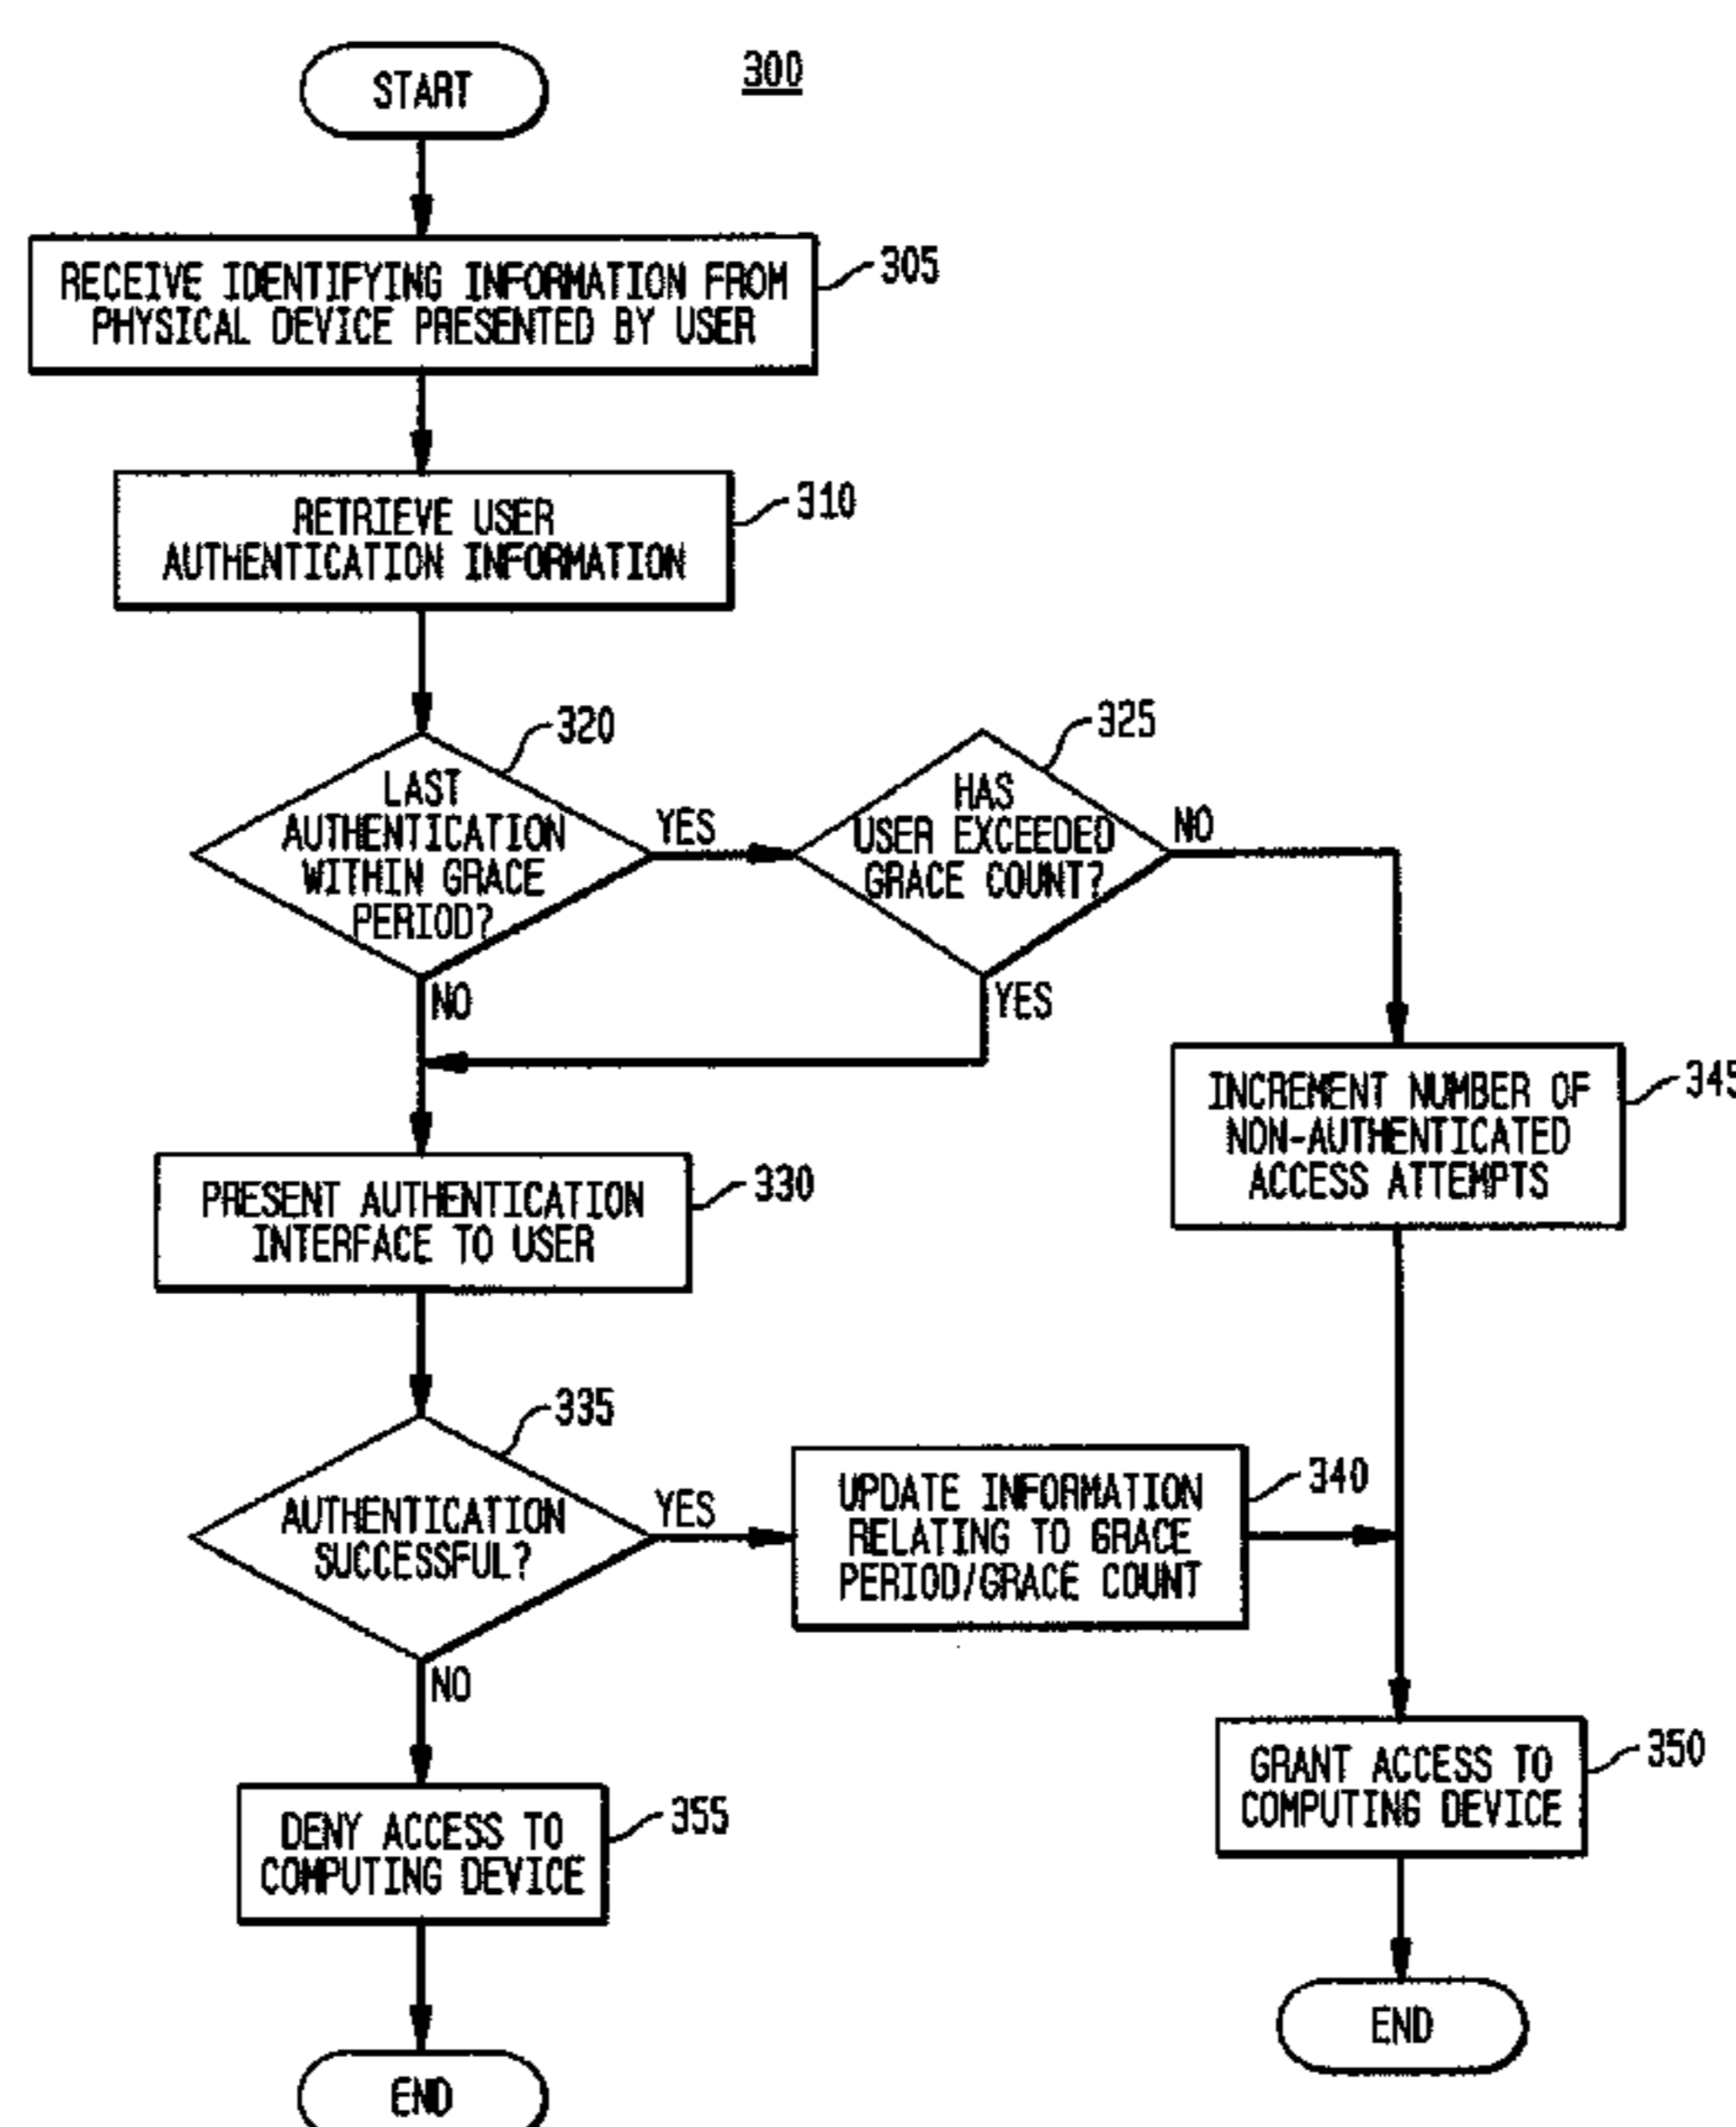 START
300
RECEIVE IDENTIFYING INFORMATION FROM
PHYSICAL DEVICE PRESENTED BY USER
305
RETRIEVE USER
AUTHENTICATION INFORMATION
310
320
LAST
AUTHENTICATION
WITHIN GRACE
PERIOD?
YES
NO
325
HAS
USER EXCEEDED
GRACE COUNT?
NO
YES
INCREMENT NUMBER OF
NON-AUTHENTICATED
ACCESS ATTEMPTS
345
PRESENT AUTHENTICATION
INTERFACE TO USER
330
335
AUTHENTICATION
SUCCESSFUL?
YES
NO
UPDATE INFORMATION
RELATING TO GRACE
PERIOD/GRACE COUNT
340
GRANT ACCESS TO
COMPUTING DEVICE
350
DENY ACCESS TO
COMPUTING DEVICE
355
END
END